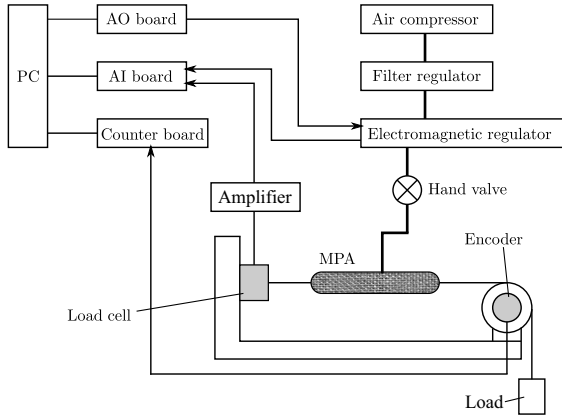 AO board
Air compressor
PC
AI board
Filter regulator
Counter board
Electromagnetic regulator
Amplifier
Hand valve
Encoder
MPA
Load cell
Load